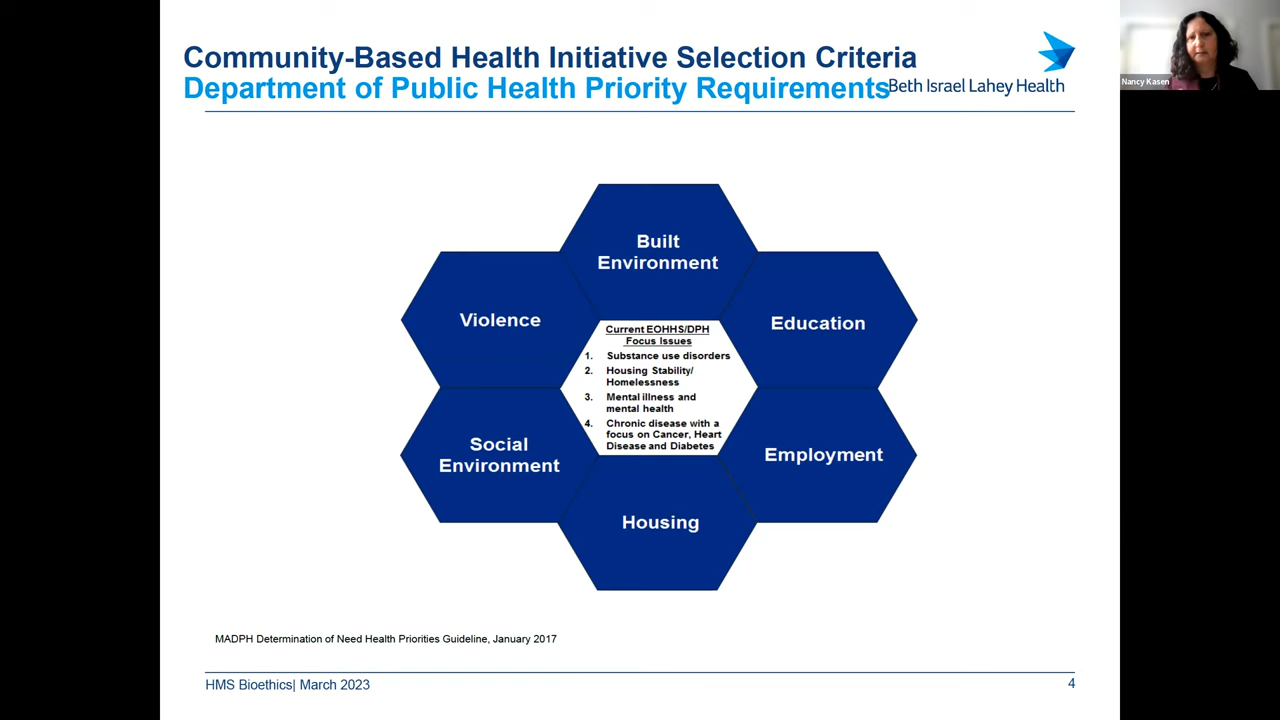 Community-Based Health Initiative Selection Criteria
Department of Public Health Priority Requirements
Beth Israel Lahey Health
Nancy Kasen
Built
Environment
Violence
Education
Current EOHHS/DPH
Focus Issues
1. Substance use disorders
2. Housing Stability/
Homelessness
3. Mental illness and
mental health
4. Chronic disease with a
focus on Cancer, Heart
Disease and Diabetes
Social
Environment
Employment
Housing
MADPH Determination of Need Health Priorities Guideline, January 2017
HMS Bioethics| March 2023
4